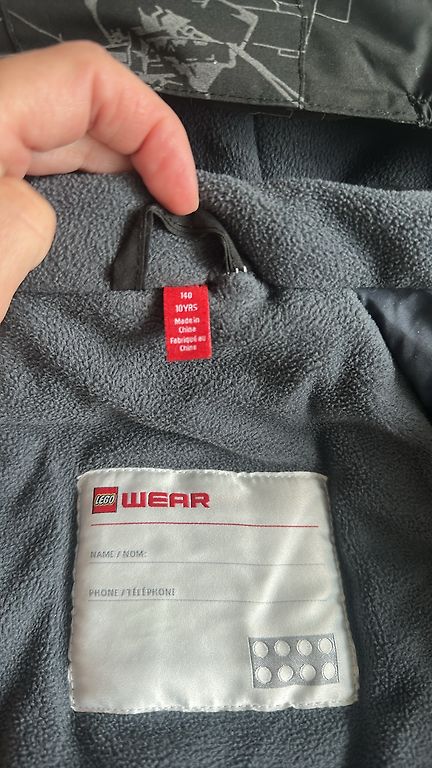 140
10YRS
Made in
China
Fabriqué au
Chine
LEGO WEAR
NAME / NOM:
PHONE / TÉLÉPHONE